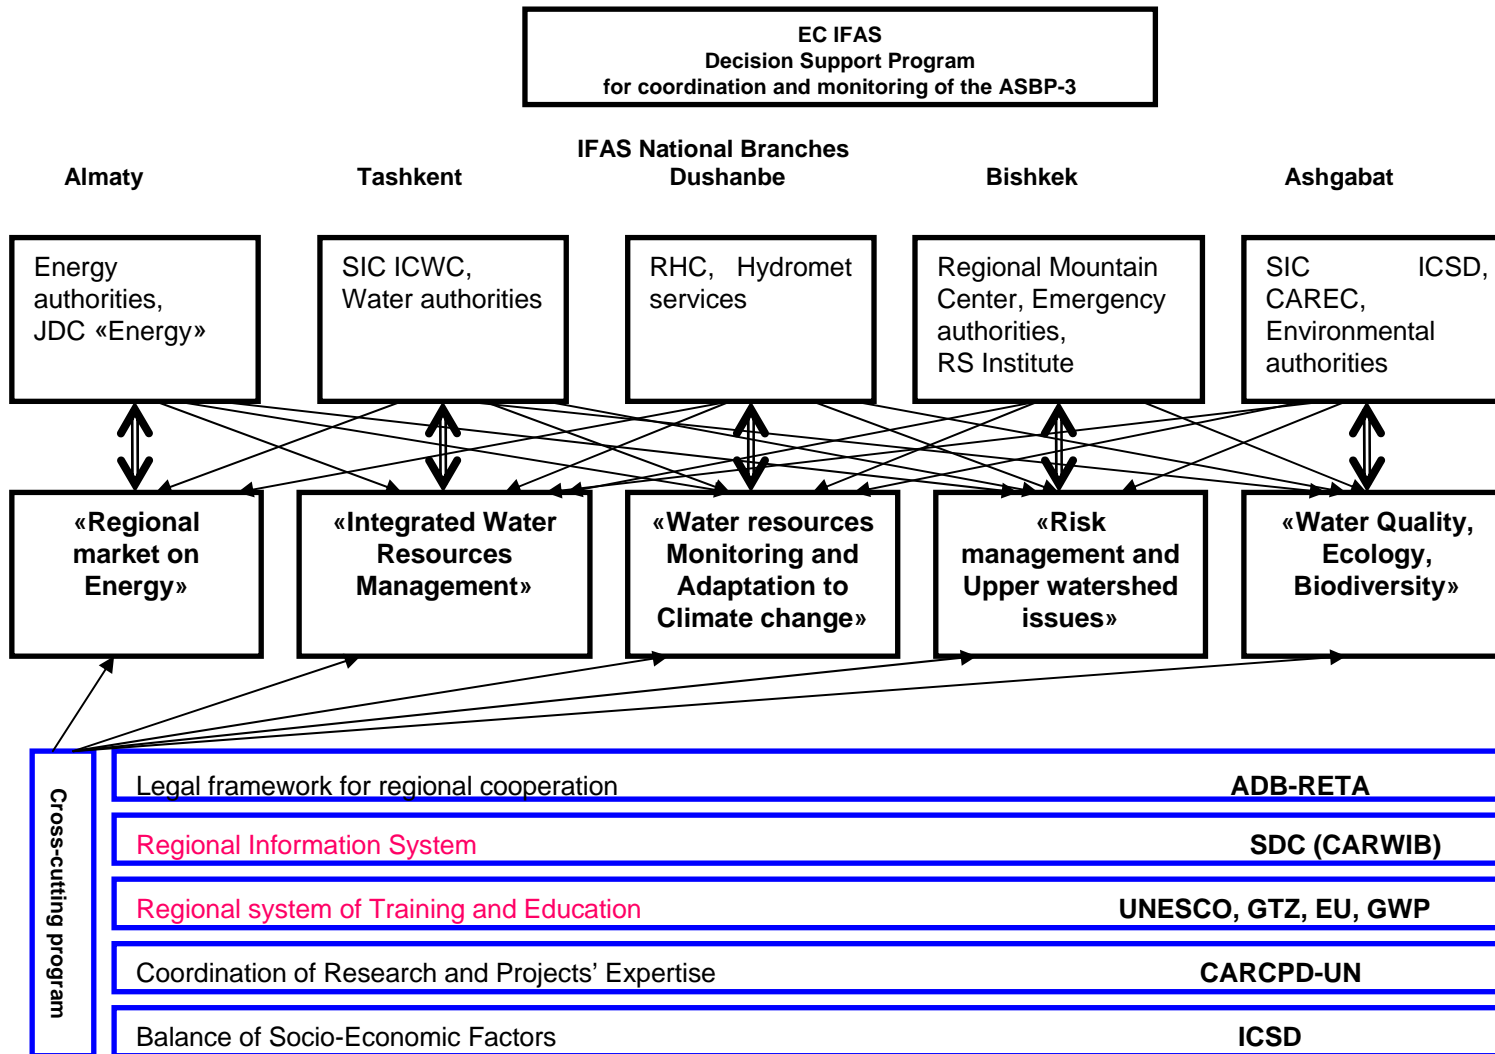 EC IFAS
Decision Support Program
for coordination and monitoring of the ASBP-3
IFAS National Branches
Almaty Tashkent Dushanbe Bishkek Ashgabat
Energy
authorities,
JDC «Energy»
SIC ICWC,
Water authorities
RHC, Hydromet
services
Regional Mountain
Center, Emergency
authorities,
RS Institute
SIC ICSD,
CAREC,
Environmental
authorities
«Regional
market on
Energy»
«Integrated Water
Resources
Management»
«Water resources
Monitoring and
Adaptation to
Climate change»
«Risk
management and
Upper watershed
issues»
«Water Quality,
Ecology,
Biodiversity»
Cross-cutting program
Legal framework for regional cooperation ADB-RETA
Regional Information System SDC (CARWIB)
Regional system of Training and Education UNESCO, GTZ, EU, GWP
Coordination of Research and Projects’ Expertise CARCPD-UN
Balance of Socio-Economic Factors ICSD